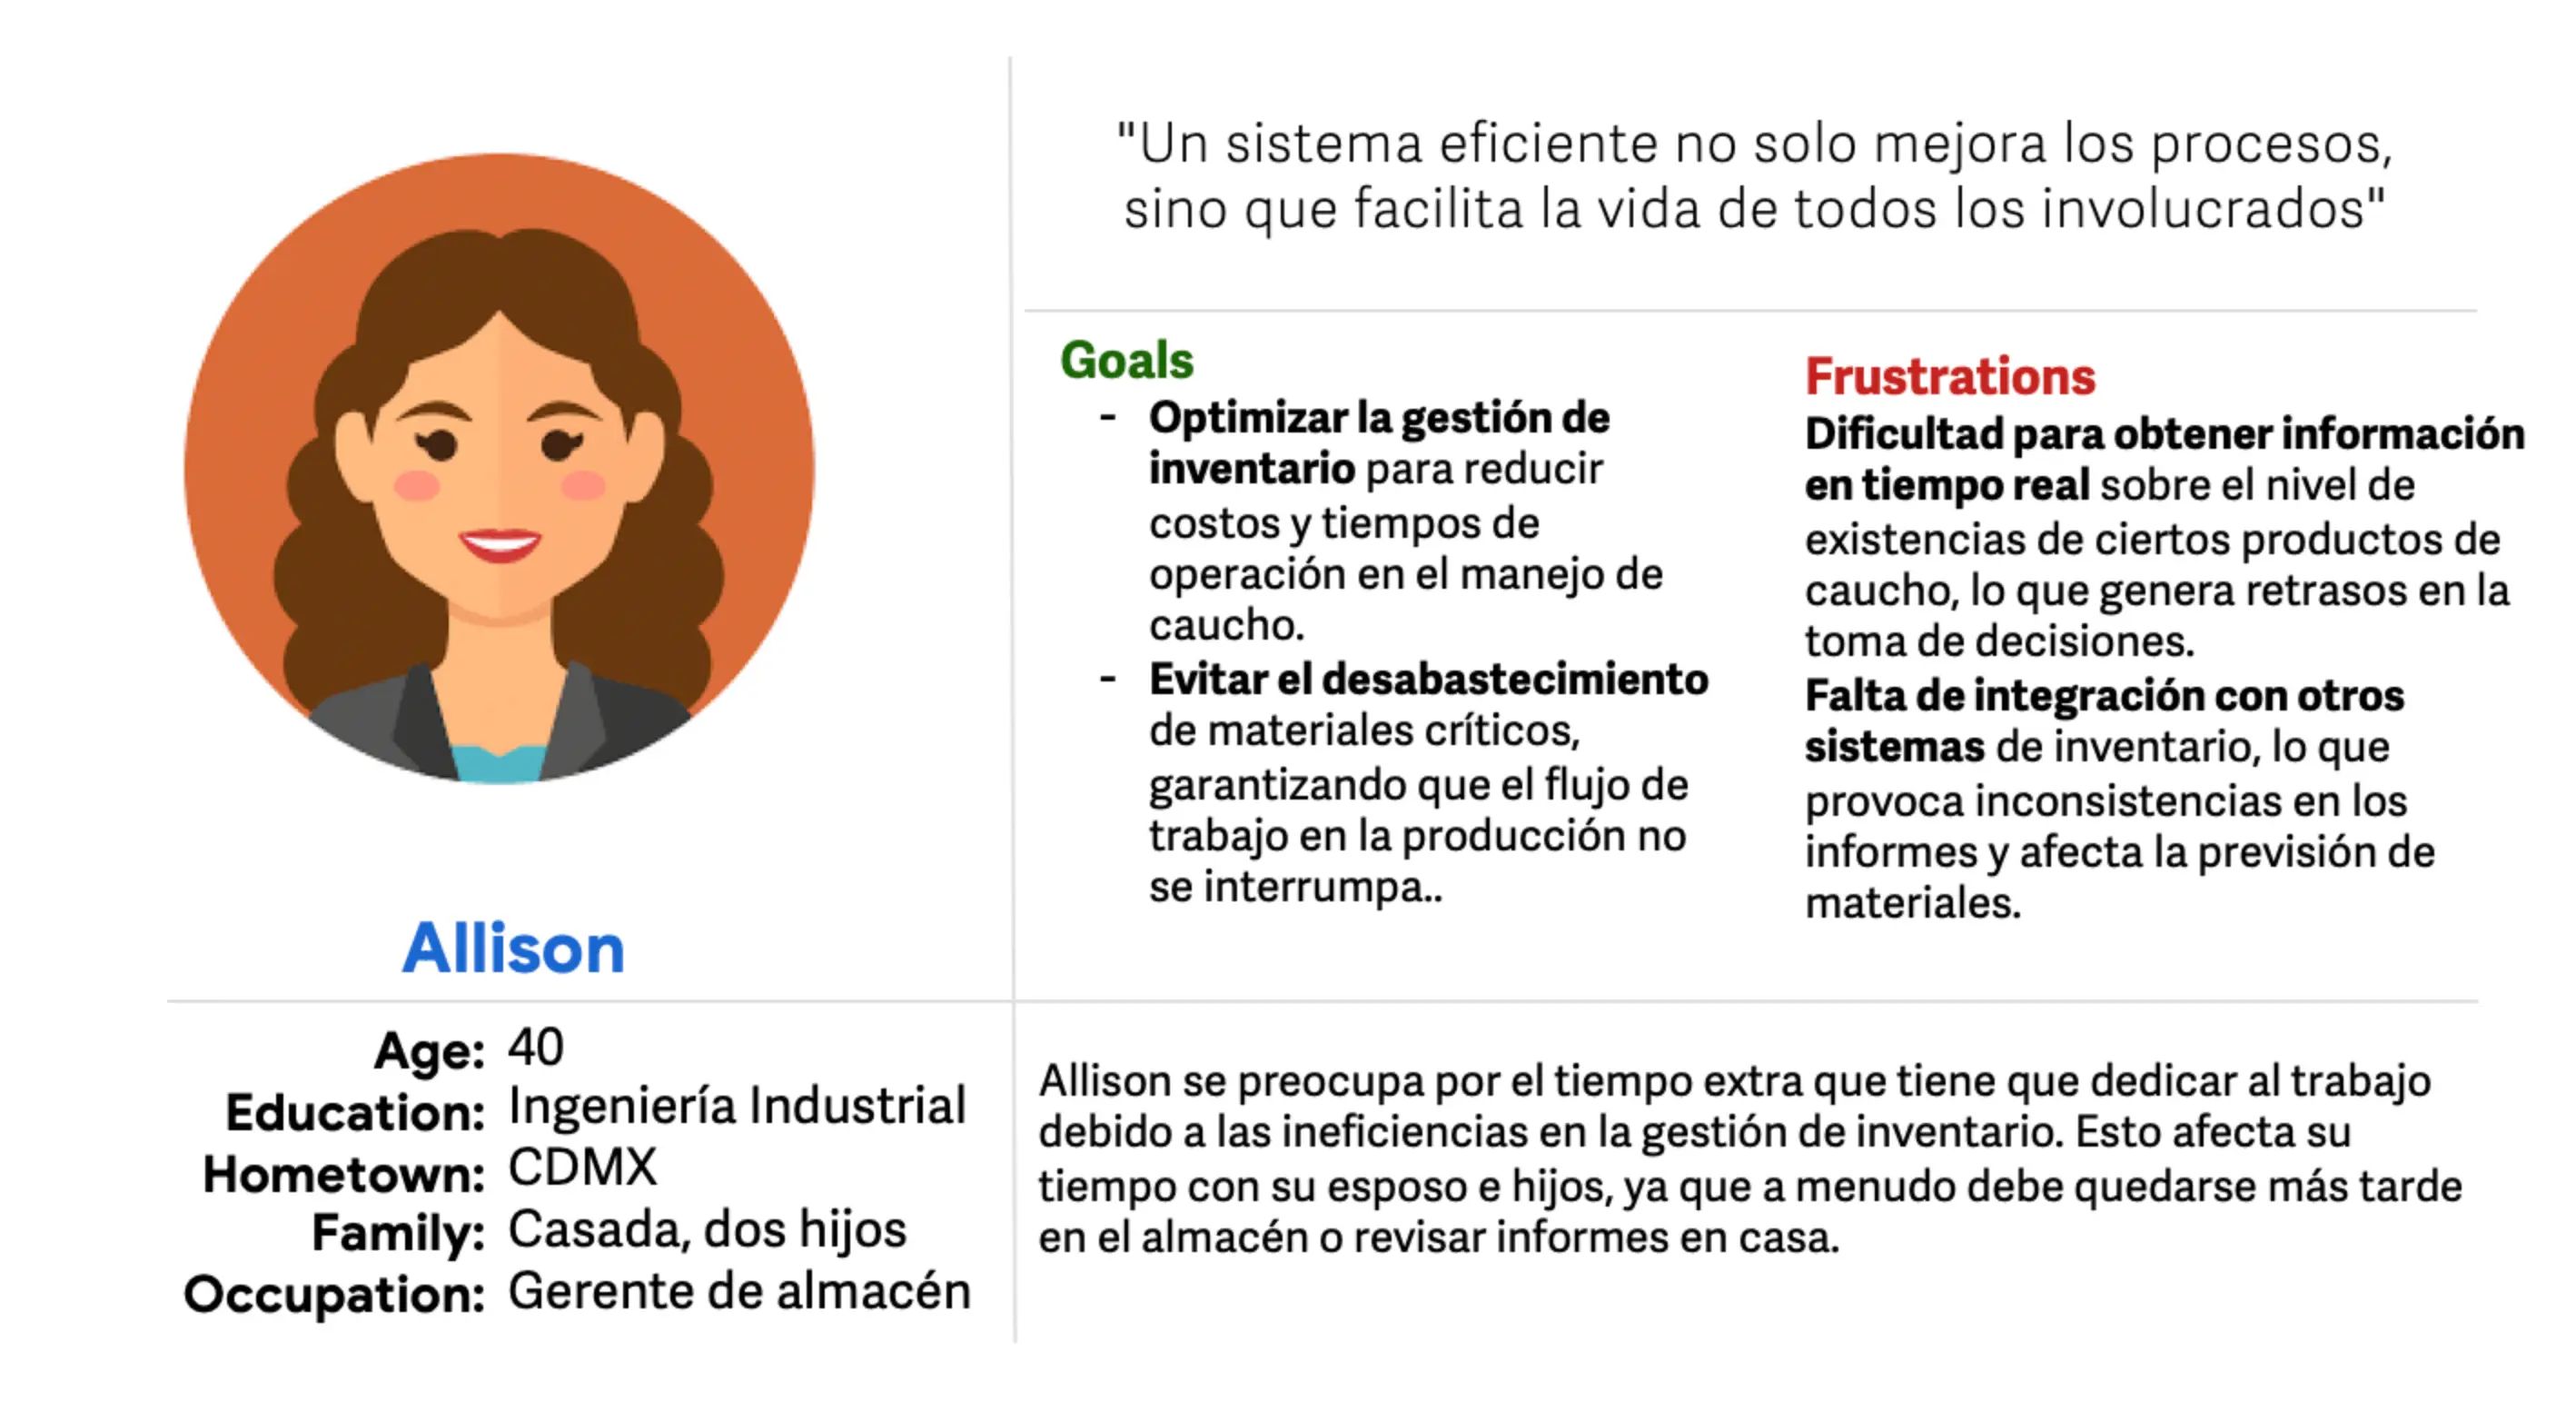 "Un sistema eficiente no solo mejora los procesos,
sino que facilita la vida de todos los involucrados"
Goals
- Optimizar la gestión de
inventario para reducir
costos y tiempos de
operación en el manejo de
caucho.
- Evitar el desabastecimiento
de materiales críticos,
garantizando que el flujo de
trabajo en la producción no
se interrumpa..
Frustrations
Dificultad para obtener información
en tiempo real sobre el nivel de
existencias de ciertos productos de
caucho, lo que genera retrasos en la
toma de decisiones.
Falta de integración con otros
sistemas de inventario, lo que
provoca inconsistencias en los
informes y afecta la previsión de
materiales.
Allison
Age: 40
Education: Ingeniería Industrial
Hometown: CDMX
Family: Casada, dos hijos
Occupation: Gerente de almacén
Allison se preocupa por el tiempo extra que tiene que dedicar al trabajo
debido a las ineficiencias en la gestión de inventario. Esto afecta su
tiempo con su esposo e hijos, ya que a menudo debe quedarse más tarde
en el almacén o revisar informes en casa.